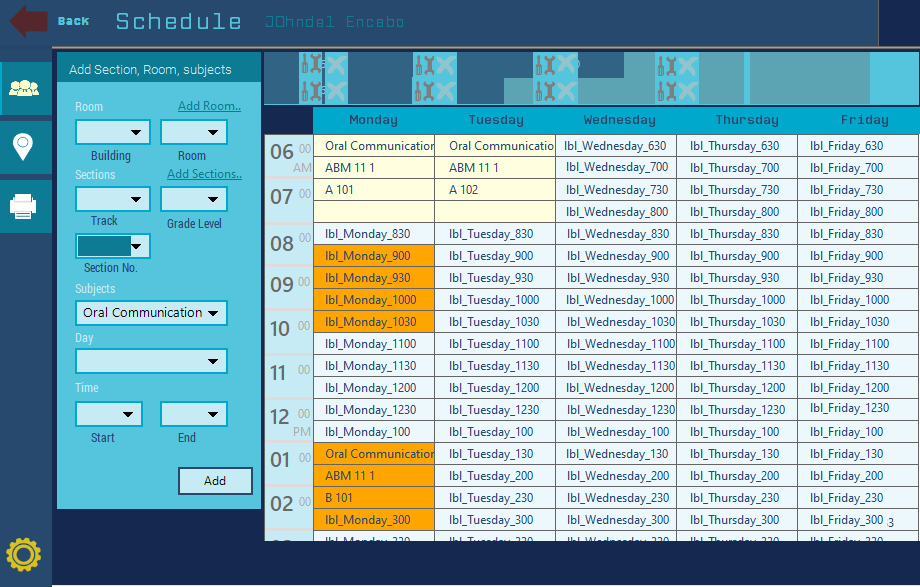 Back Schedule JOhndel Encabo
Add Section, Room, subjects
Room Add Room..
Building Room
Sections Add Sections..
Track Grade Level
Section No.
Subjects
Oral Communication
Day
Time
Start End
Add
Monday Tuesday Wednesday Thursday Friday
06 00 Oral Communication Oral Communicatio lbl_Wednesday_630 lbl_Thursday_630 lbl_Friday_630
AM ABM 11 1 ABM 11 1 lbl_Wednesday_700 lbl_Thursday_700 lbl_Friday_700
07 00 A 101 A 102 lbl_Wednesday_730 lbl_Thursday_730 lbl_Friday_730
lbl_Wednesday_800 lbl_Thursday_800 lbl_Friday_800
08 00 lbl_Monday_830 lbl_Tuesday_830 lbl_Wednesday_830 lbl_Thursday_830 lbl_Friday_830
lbl_Monday_900 lbl_Tuesday_900 lbl_Wednesday_900 lbl_Thursday_900 lbl_Friday_900
09 00 lbl_Monday_930 lbl_Tuesday_930 lbl_Wednesday_930 lbl_Thursday_930 lbl_Friday_930
lbl_Monday_1000 lbl_Tuesday_1000 lbl_Wednesday_1000 lbl_Thursday_1000 lbl_Friday_1000
10 00 lbl_Monday_1030 lbl_Tuesday_1030 lbl_Wednesday_1030 lbl_Thursday_1030 lbl_Friday_1030
lbl_Monday_1100 lbl_Tuesday_1100 lbl_Wednesday_1100 lbl_Thursday_1100 lbl_Friday_1100
11 00 lbl_Monday_1130 lbl_Tuesday_1130 lbl_Wednesday_1130 lbl_Thursday_1130 lbl_Friday_1130
lbl_Monday_1200 lbl_Tuesday_1200 lbl_Wednesday_1200 lbl_Thursday_1200 lbl_Friday_1200
12 00 lbl_Monday_1230 lbl_Tuesday_1230 lbl_Wednesday_1230 lbl_Thursday_1230 lbl_Friday_1230
PM lbl_Monday_100 lbl_Tuesday_100 lbl_Wednesday_100 lbl_Thursday_100 lbl_Friday_100
01 00 Oral Communication lbl_Tuesday_130 lbl_Wednesday_130 lbl_Thursday_130 lbl_Friday_130
ABM 11 1 lbl_Tuesday_200 lbl_Wednesday_200 lbl_Thursday_200 lbl_Friday_200
02 00 B 101 lbl_Tuesday_230 lbl_Wednesday_230 lbl_Thursday_230 lbl_Friday_230
lbl_Monday_300 lbl_Tuesday_300 lbl_Wednesday_300 lbl_Thursday_300 lbl_Friday_300 .3